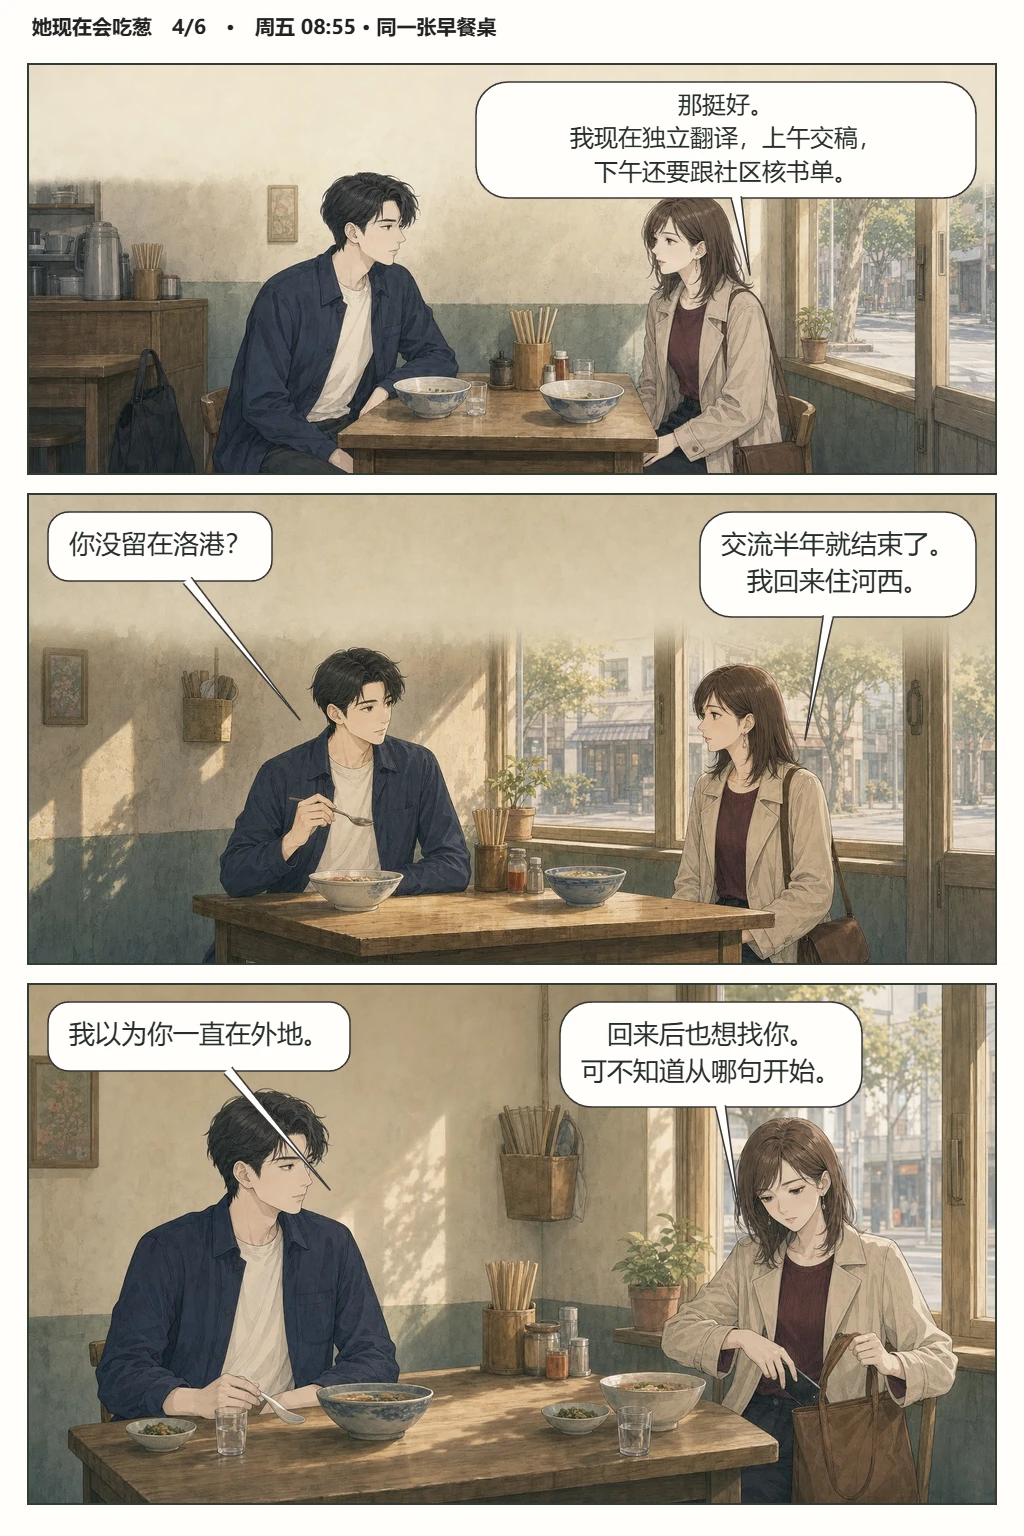 她现在会吃葱 4/6 • 周五 08:55 • 同一张早餐桌
那挺好。
我现在独立翻译，上午交稿，
下午还要跟社区核书单。
你没留在洛港？
交流半年就结束了。
我回来住河西。
我以为你一直在外地。
回来后也想找你。
可不知道从哪句开始。